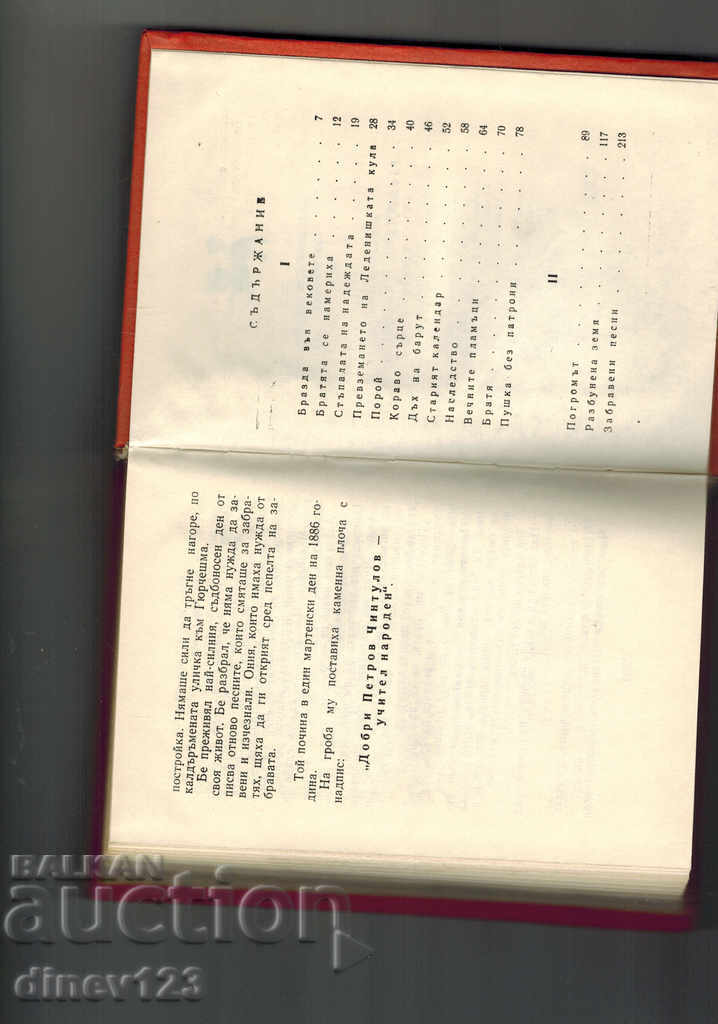 постройка. Нямаше сили да тръгне нагоре, по
калдъръмената уличка към Гюрчешма.
Бе преживял най-силния, съдбоносен ден от
своя живот. Бе разбрал, че няма нужда да за-
писва отново песните, които смяташе за забра-
вени и изчезнали. Ония, които имаха нужда от
тях, щяха да ги открият сред пепелта на за-
бравата.
Той почина в един мартенски ден на 1886 го-
дина.
На гроба му поставиха каменна плоча с
надпис:
„Добри Петров Чинтулов —
учител народен“.
СЪДЪРЖАНИЕ
I
Бразда във вековете . . . . . . 7
Братята се намериха . . . . . 12
Стъпалата на надеждата . . . . 19
Превземането на Леденишката кула 28
Порой . . . . . . . . . . 34
Кораво сърце . . . . . . . . 40
Дъх на барут . . . . . . . . 46
Старият календар . . . . . . 52
Наследство . . . . . . . . 58
Вечните пламъци . . . . . . 64
Братя . . . . . . . . . . 70
Пушка без патрони . . . . . . 78
II
Погромът . . . . . . . . . 89
Разбунена земя . . . . . . . 117
Забравени песни . . . . . . 213
BALKAN
auction
dinev123